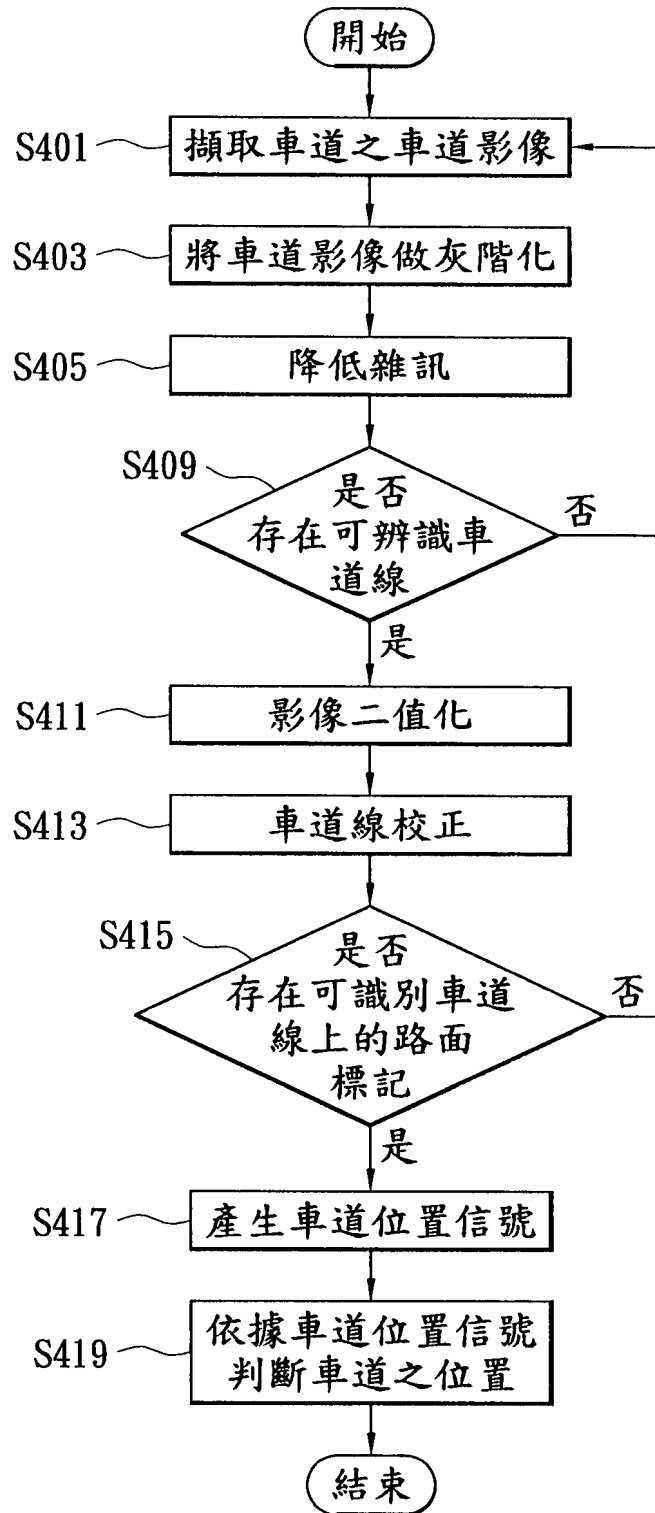 開始
S401
擷取車道之車道影像
S403
將車道影像做灰階化
S405
降低雜訊
S409
是否
存在可辨識車
道線
否
是
S411
影像二值化
S413
車道線校正
S415
是否
存在可識別車道
線上的路面
標記
否
是
S417
產生車道位置信號
S419
依據車道位置信號
判斷車道之位置
結束